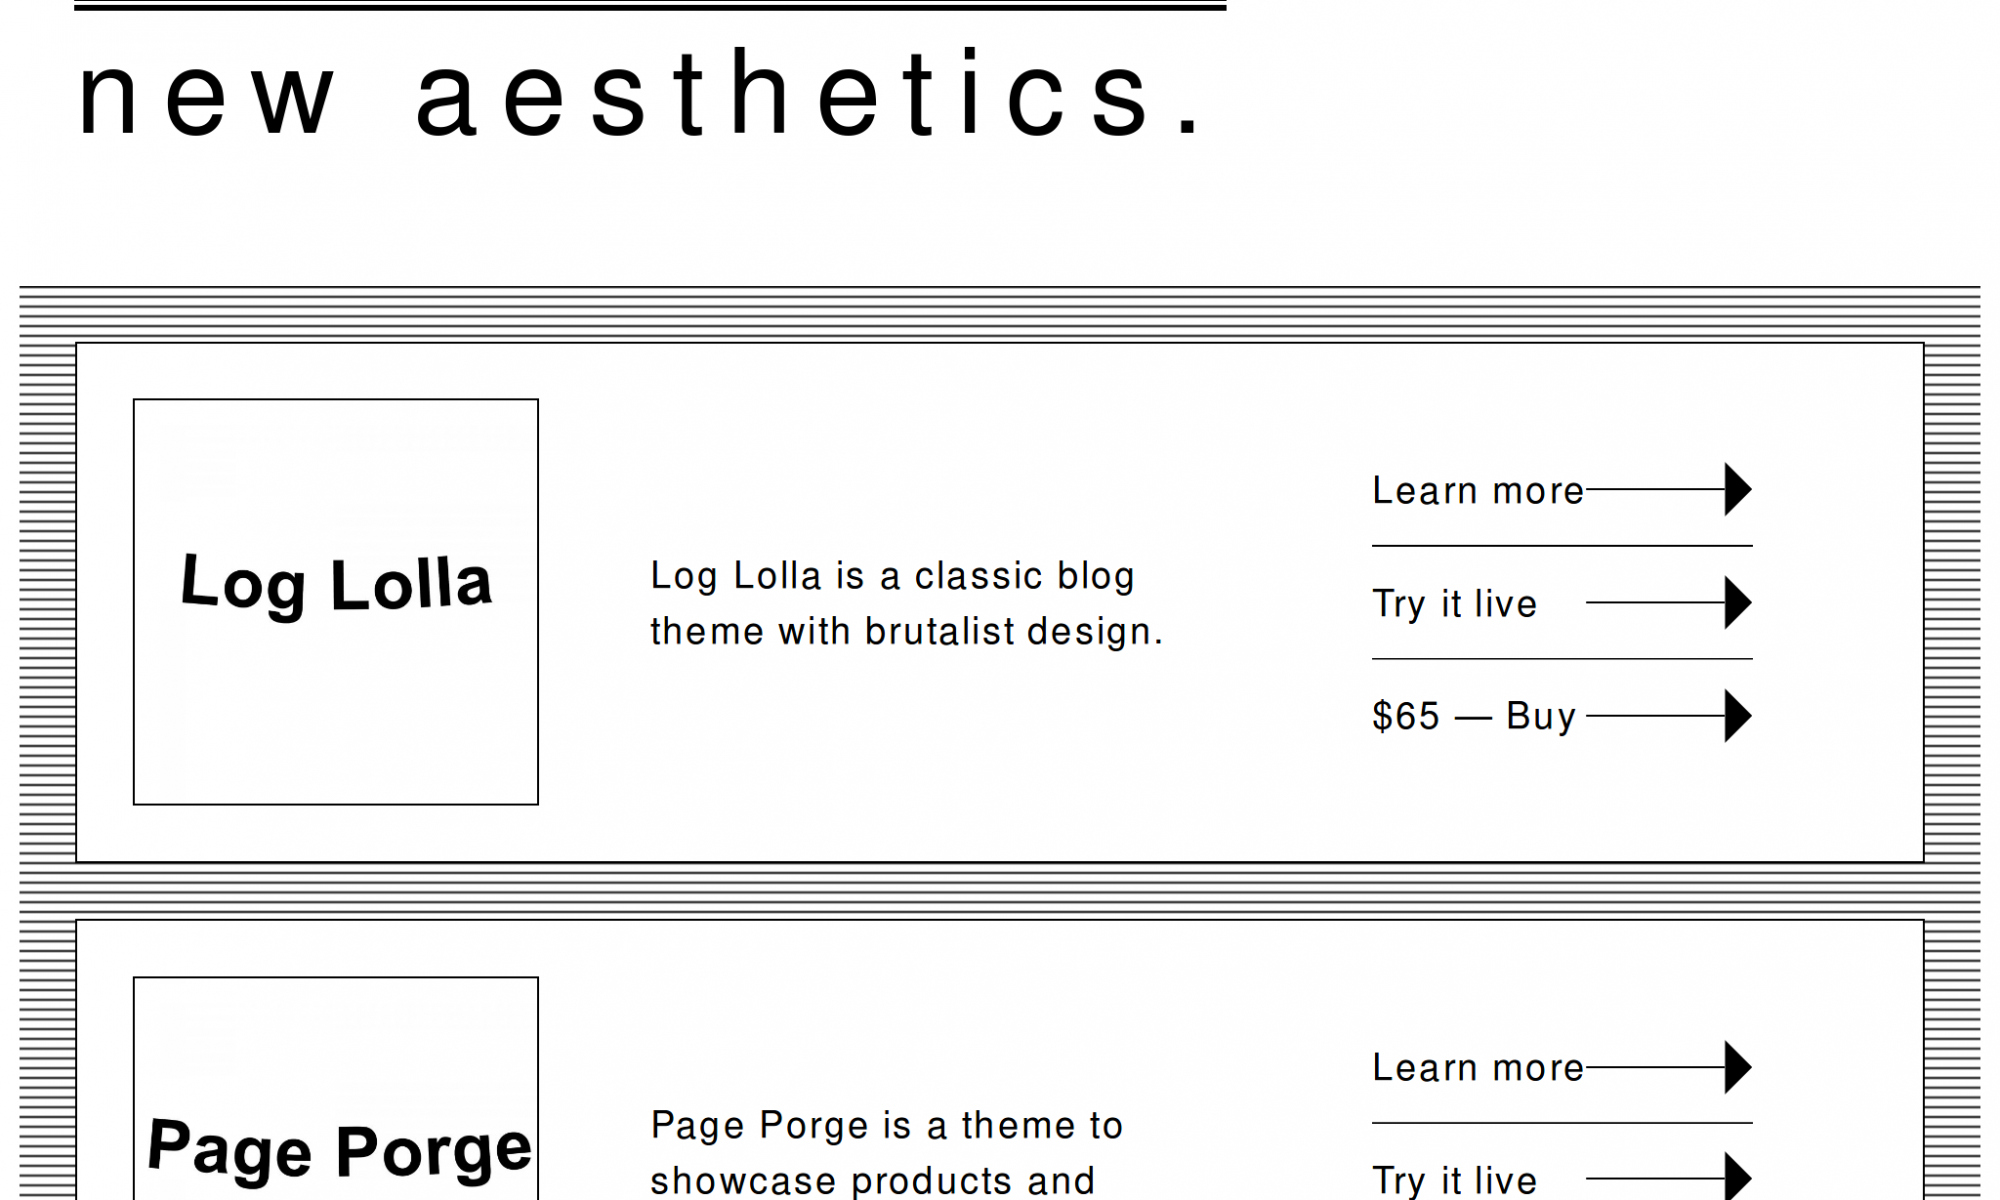 new aesthetics.
Log Lolla
Log Lolla is a classic blog
theme with brutalist design.
Learn more
Try it live
$65 — Buy
Page Porge
Page Porge is a theme to
showcase products and
Learn more
Try it live